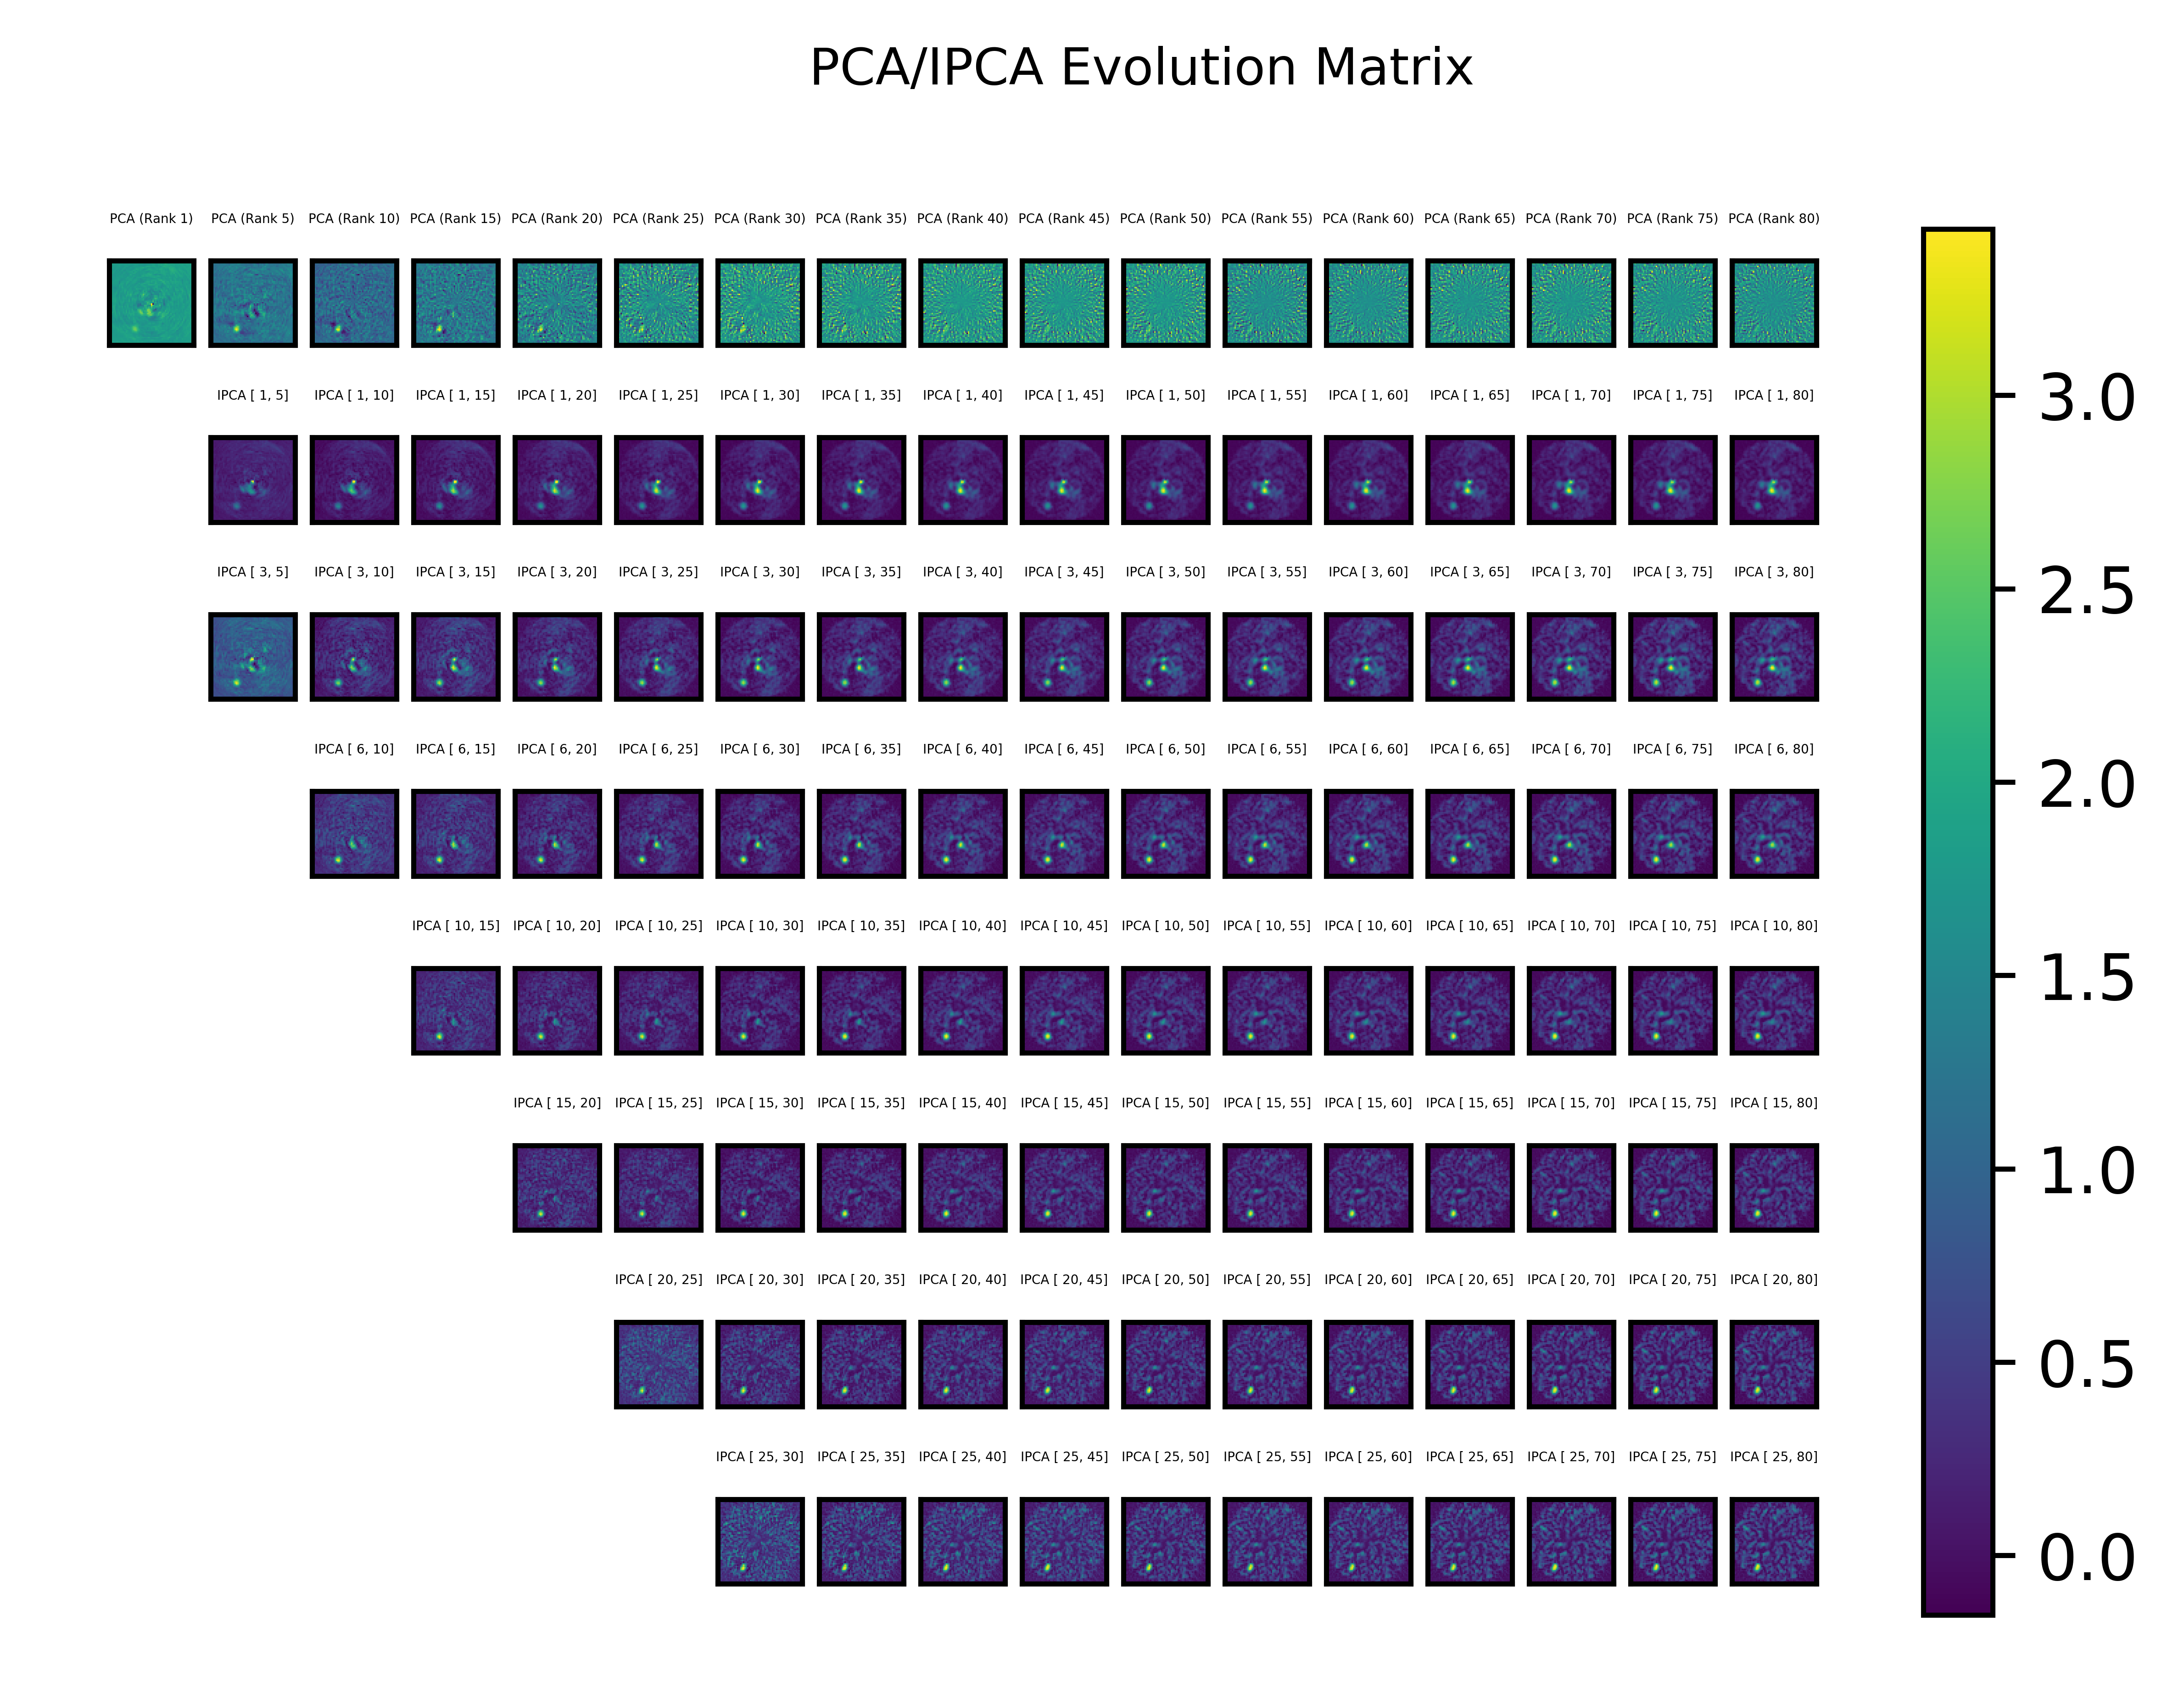 PCA/IPCA Evolution Matrix
PCA (Rank 1) PCA (Rank 5) PCA (Rank 10) PCA (Rank 15) PCA (Rank 20) PCA (Rank 25) PCA (Rank 30) PCA (Rank 35) PCA (Rank 40) PCA (Rank 45) PCA (Rank 50) PCA (Rank 55) PCA (Rank 60) PCA (Rank 65) PCA (Rank 70) PCA (Rank 75) PCA (Rank 80)
IPCA [ 1, 5] IPCA [ 1, 10] IPCA [ 1, 15] IPCA [ 1, 20] IPCA [ 1, 25] IPCA [ 1, 30] IPCA [ 1, 35] IPCA [ 1, 40] IPCA [ 1, 45] IPCA [ 1, 50] IPCA [ 1, 55] IPCA [ 1, 60] IPCA [ 1, 65] IPCA [ 1, 70] IPCA [ 1, 75] IPCA [ 1, 80]
IPCA [ 3, 5] IPCA [ 3, 10] IPCA [ 3, 15] IPCA [ 3, 20] IPCA [ 3, 25] IPCA [ 3, 30] IPCA [ 3, 35] IPCA [ 3, 40] IPCA [ 3, 45] IPCA [ 3, 50] IPCA [ 3, 55] IPCA [ 3, 60] IPCA [ 3, 65] IPCA [ 3, 70] IPCA [ 3, 75] IPCA [ 3, 80]
IPCA [ 6, 10] IPCA [ 6, 15] IPCA [ 6, 20] IPCA [ 6, 25] IPCA [ 6, 30] IPCA [ 6, 35] IPCA [ 6, 40] IPCA [ 6, 45] IPCA [ 6, 50] IPCA [ 6, 55] IPCA [ 6, 60] IPCA [ 6, 65] IPCA [ 6, 70] IPCA [ 6, 75] IPCA [ 6, 80]
IPCA [ 10, 15] IPCA [ 10, 20] IPCA [ 10, 25] IPCA [ 10, 30] IPCA [ 10, 35] IPCA [ 10, 40] IPCA [ 10, 45] IPCA [ 10, 50] IPCA [ 10, 55] IPCA [ 10, 60] IPCA [ 10, 65] IPCA [ 10, 70] IPCA [ 10, 75] IPCA [ 10, 80]
IPCA [ 15, 20] IPCA [ 15, 25] IPCA [ 15, 30] IPCA [ 15, 35] IPCA [ 15, 40] IPCA [ 15, 45] IPCA [ 15, 50] IPCA [ 15, 55] IPCA [ 15, 60] IPCA [ 15, 65] IPCA [ 15, 70] IPCA [ 15, 75] IPCA [ 15, 80]
IPCA [ 20, 25] IPCA [ 20, 30] IPCA [ 20, 35] IPCA [ 20, 40] IPCA [ 20, 45] IPCA [ 20, 50] IPCA [ 20, 55] IPCA [ 20, 60] IPCA [ 20, 65] IPCA [ 20, 70] IPCA [ 20, 75] IPCA [ 20, 80]
IPCA [ 25, 30] IPCA [ 25, 35] IPCA [ 25, 40] IPCA [ 25, 45] IPCA [ 25, 50] IPCA [ 25, 55] IPCA [ 25, 60] IPCA [ 25, 65] IPCA [ 25, 70] IPCA [ 25, 75] IPCA [ 25, 80]
3.0
2.5
2.0
1.5
1.0
0.5
0.0